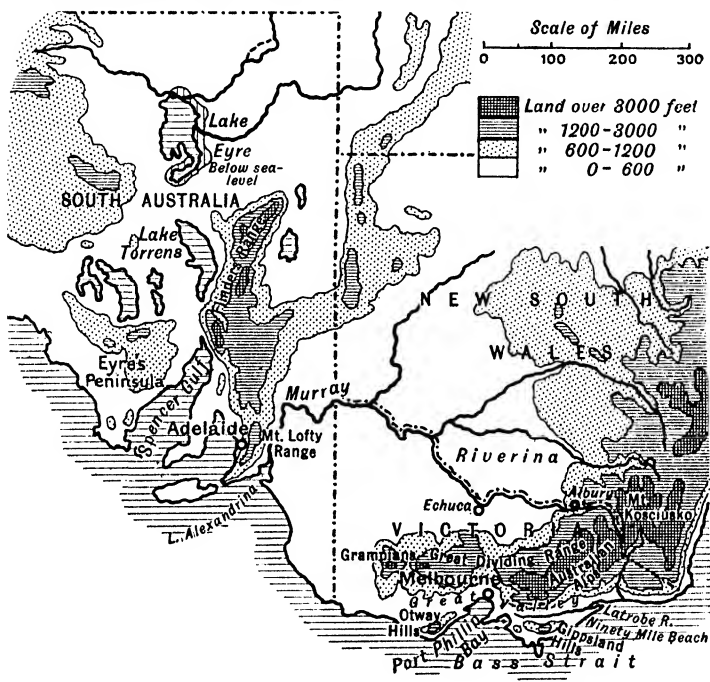 Scale of Miles
0 100 200 300
Land over 3000 feet
" 1200-3000 "
" 600-1200 "
" 0-600 "
Lake
Eyre
Below sea-
level
SOUTH AUSTRALIA
Lake
Torrens
Flinders Range
NEW SOUTH
WALES
Eyre's
Peninsula
Spencer Gulf
Murray
Adelaide
Mt. Lofty
Range
Riverina
L. Alexandrina
Echuca
Albury
Mt.
Kosciusko
VICTORIA
Grampians
Great Dividing Range
Australian
Alps
Melbourne
Great Valley
Otway
Hills
Port Phillip
Bay
Latrobe R.
Ninety Mile Beach
Gippsland
Hills
Bass Strait